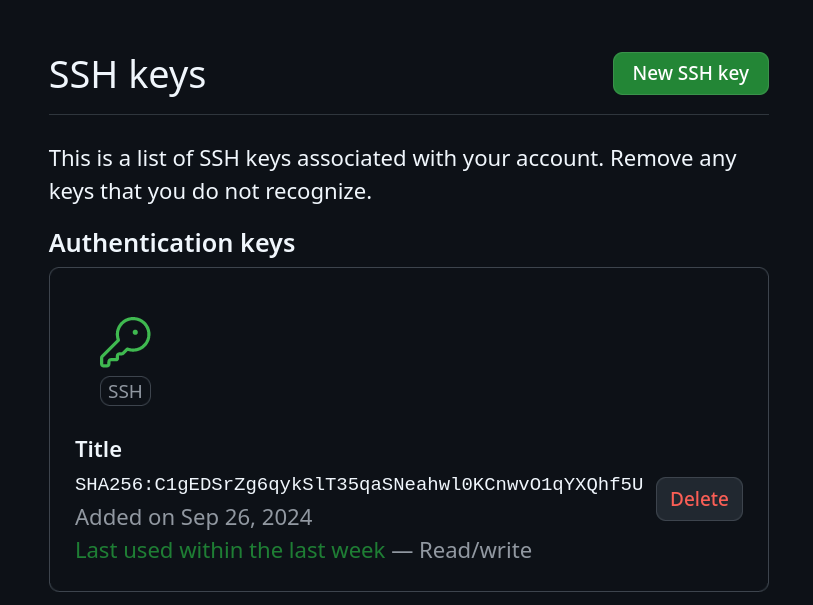 SSH keys
New SSH key
This is a list of SSH keys associated with your account. Remove any
keys that you do not recognize.
Authentication keys
SSH
Title
SHA256:C1gEDSrZg6qykSlT35qaSNeahwl0KCnwvO1qYXQhf5U
Delete
Added on Sep 26, 2024
Last used within the last week — Read/write